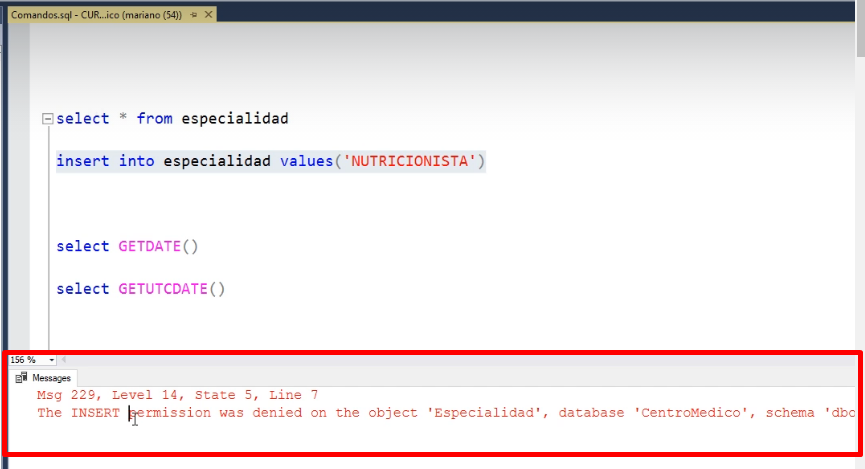 Comandos.sql - CUR...ico (mariano (54))
select * from especialidad
insert into especialidad values('NUTRICIONISTA')
select GETDATE()
select GETUTCDATE()
156 %
Messages
Msg 229, Level 14, State 5, Line 7
The INSERT permission was denied on the object 'Especialidad', database 'CentroMedico', schema 'dbo